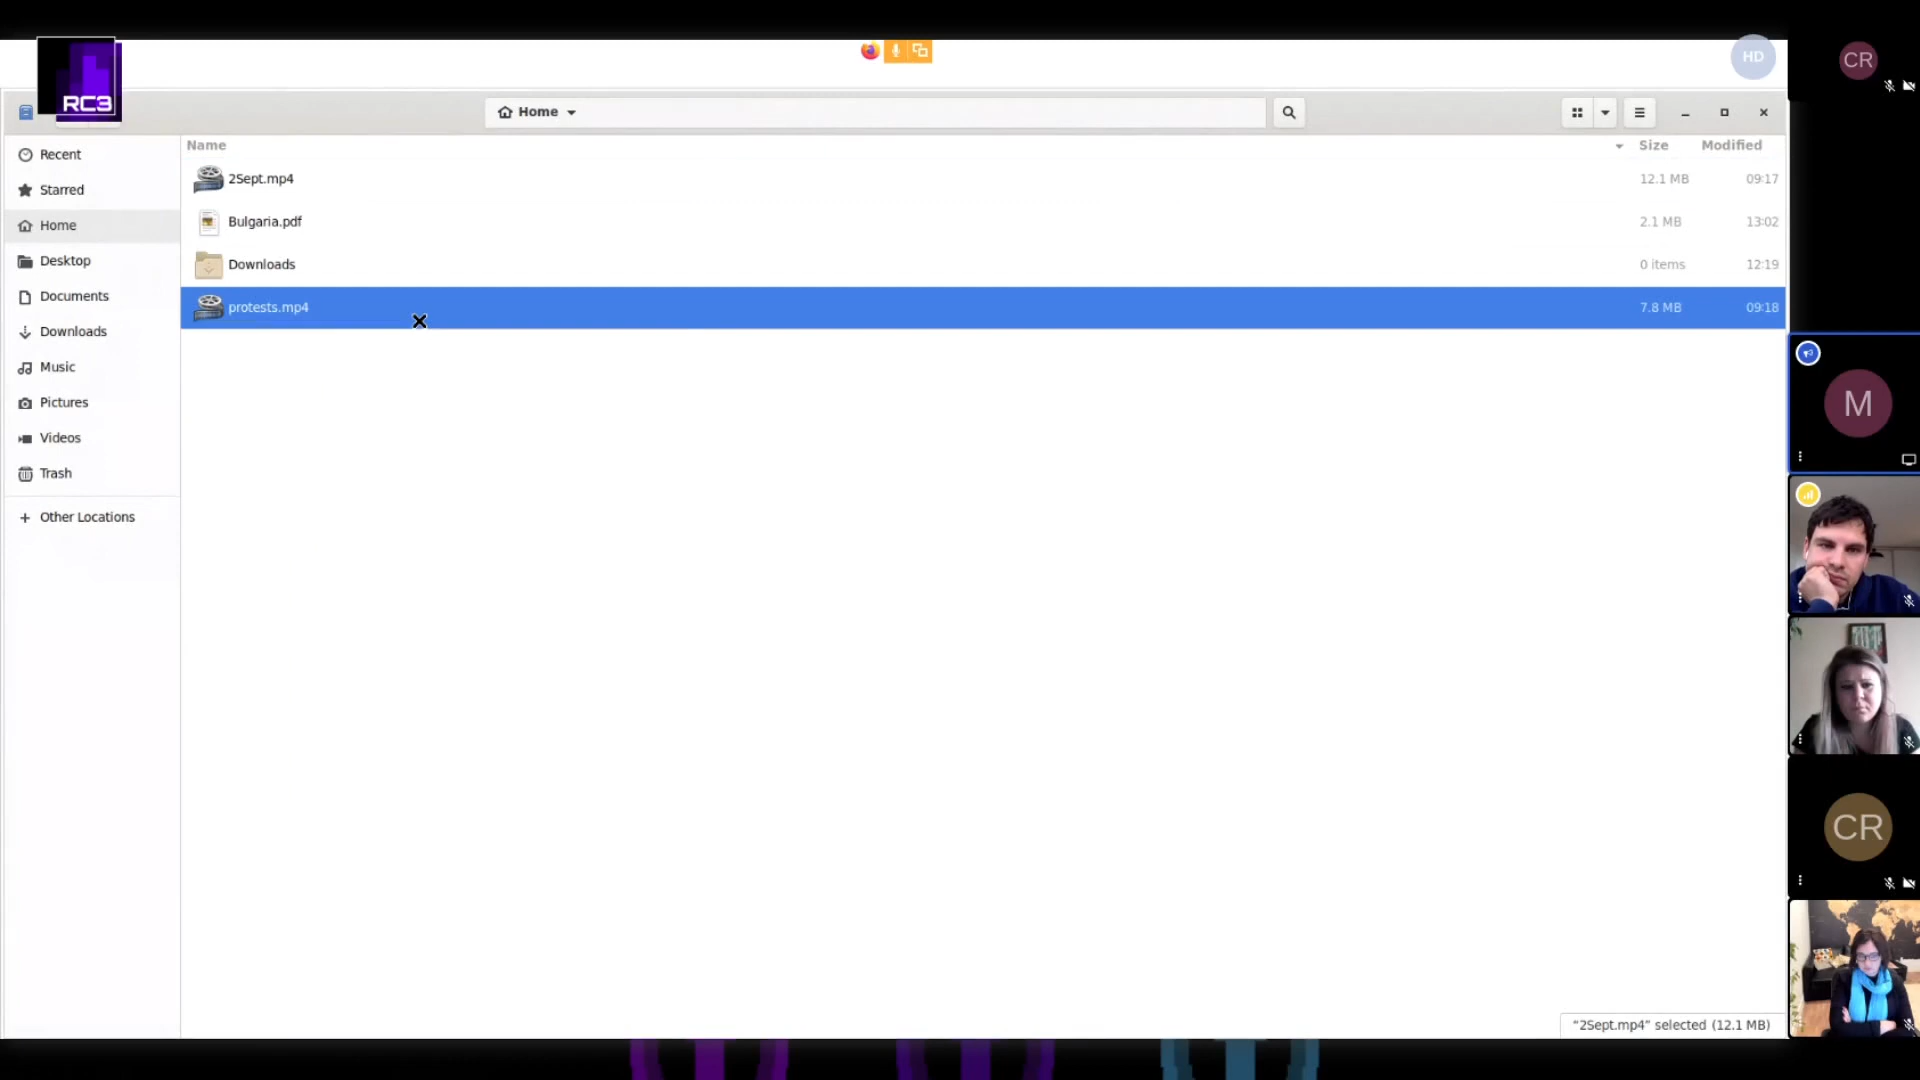 HD
CR
RC3
Home
Name
Size
Modified
Recent
Starred
Home
Desktop
Documents
Downloads
Music
Pictures
Videos
Trash
Other Locations
2Sept.mp4
12.1 MB
09:17
Bulgaria.pdf
2.1 MB
13:02
Downloads
0 items
12:19
protests.mp4
7.8 MB
09:18
M
CR
“2Sept.mp4” selected (12.1 MB)